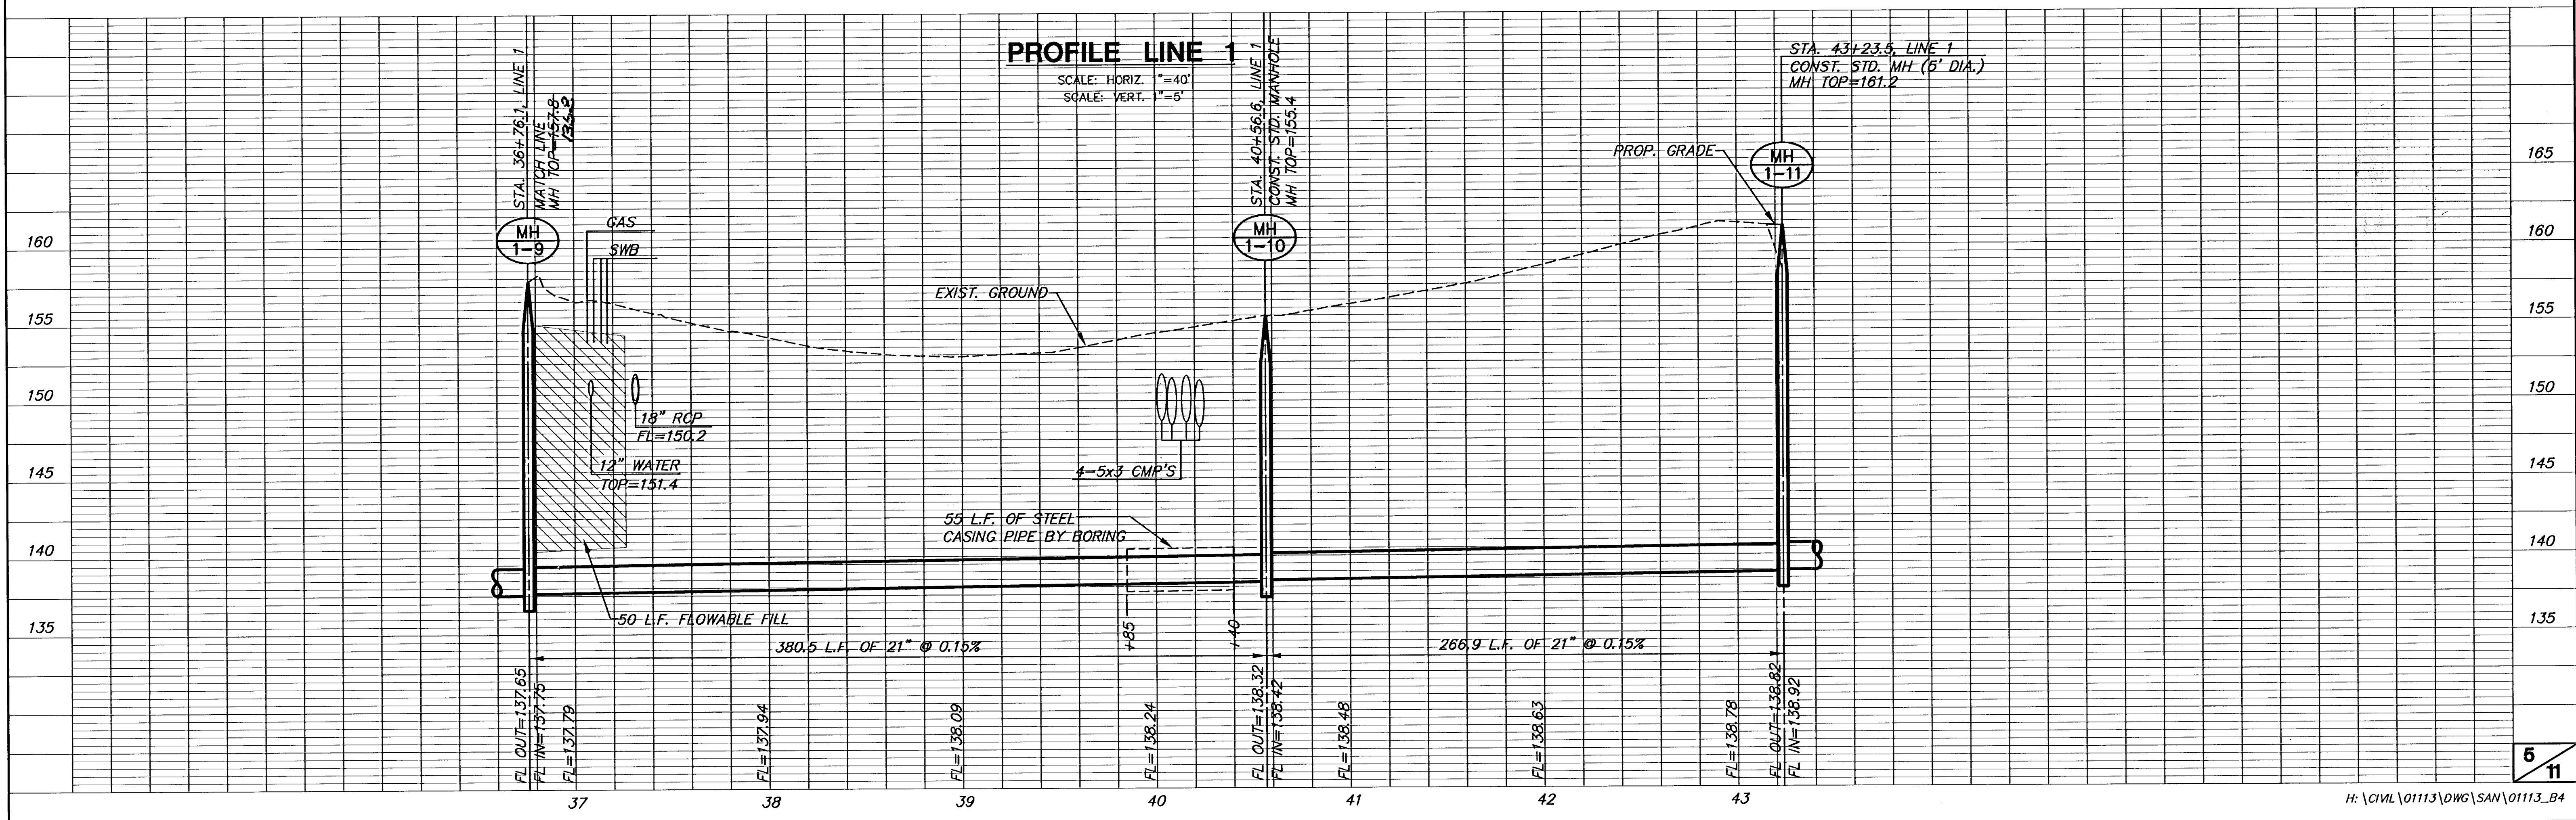 PROFILE LINE 1
SCALE: HORIZ. 1"=40'
SCALE: VERT. 1"=5'
STA. 36+76.1, LINE 1
MATCH LINE
MH TOP=157.8
STA. 40+56.6, LINE 1
CONST. STD. MANHOLE
MH TOP=155.4
STA. 43+23.5, LINE 1
CONST. STD. MH (5' DIA.)
MH TOP=161.2
PROP. GRADE
MH
1-9
MH
1-10
MH
1-11
GAS
SWB
EXIST. GROUND
18" RCP
FL=150.2
12" WATER
TOP=151.4
4-5x3 CMP'S
55 L.F. OF STEEL
CASING PIPE BY BORING
50 L.F. FLOWABLE FILL
+85
+40
380.5 L.F. OF 21" @ 0.15%
266.9 L.F. OF 21" @ 0.15%
160
155
150
145
140
135
165
160
155
150
145
140
135
FL OUT=137.65
FL IN=137.75
FL=137.79
FL=137.94
FL=138.09
FL=138.24
FL OUT=138.32
FL IN=138.42
FL=138.48
FL=138.63
FL=138.78
FL OUT=138.82
FL IN=138.92
37
38
39
40
41
42
43
5
11
H:\CIVIL\01113\DWG\SAN\01113_B4